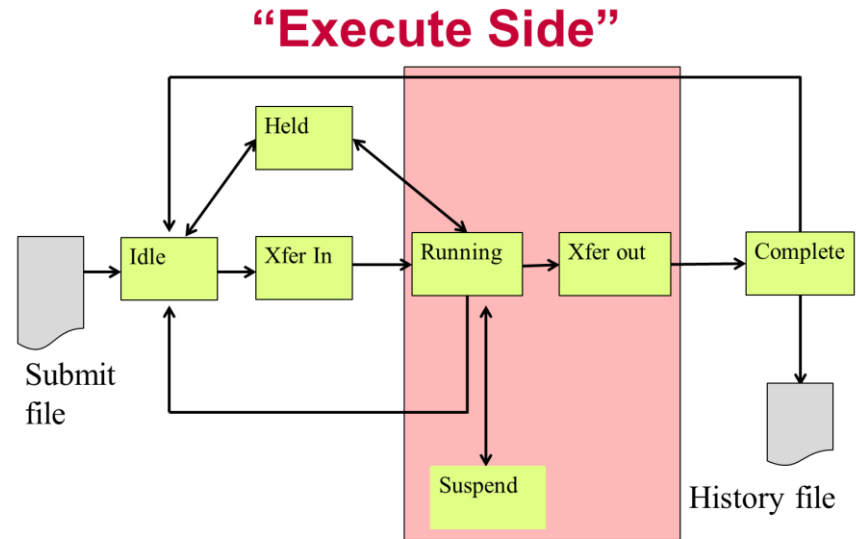 “Execute Side”
Held
Idle
Xfer In
Running
Xfer out
Complete
Submit
file
Suspend
History file